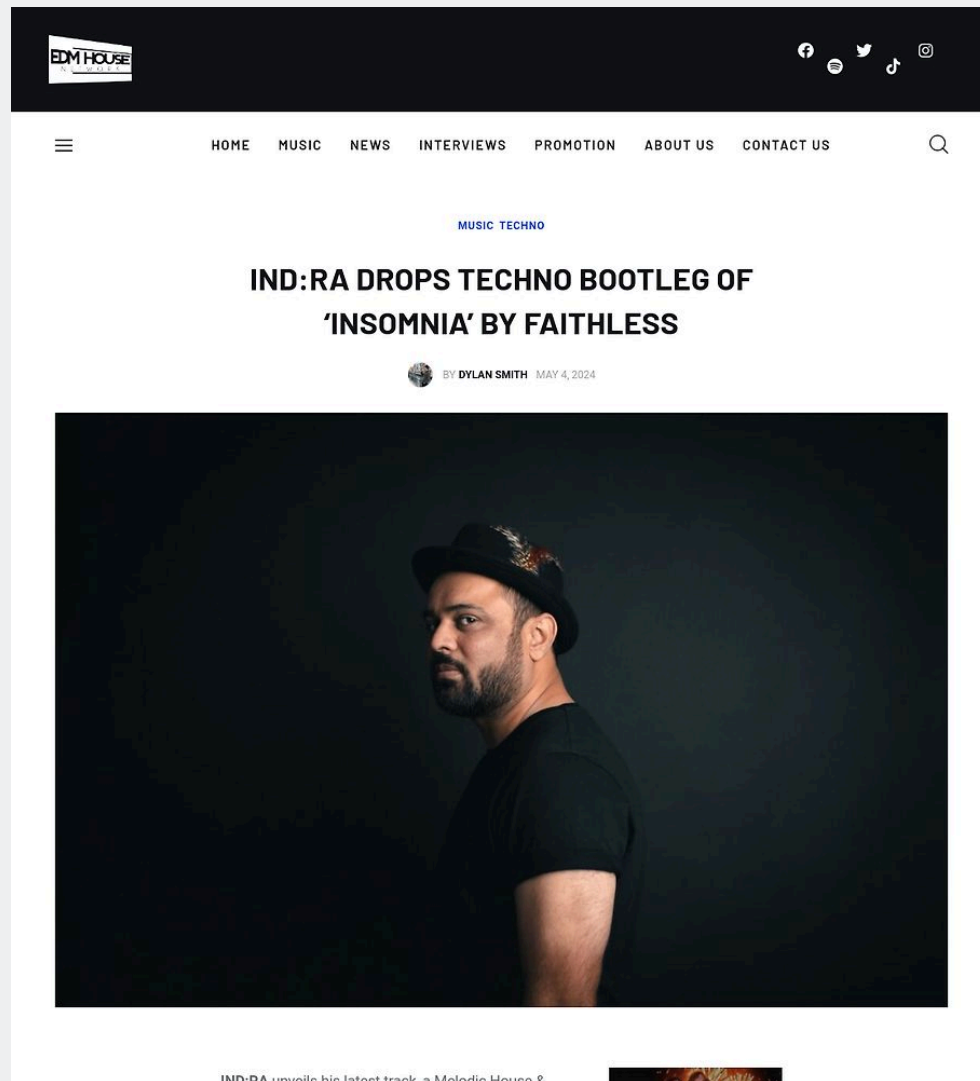 EDM HOUSE
NETWORK
HOME MUSIC NEWS INTERVIEWS PROMOTION ABOUT US CONTACT US
MUSIC TECHNO
IND:RA DROPS TECHNO BOOTLEG OF
‘INSOMNIA’ BY FAITHLESS
BY DYLAN SMITH MAY 4, 2024
IND:RA unveils his latest track, a Melodic House &